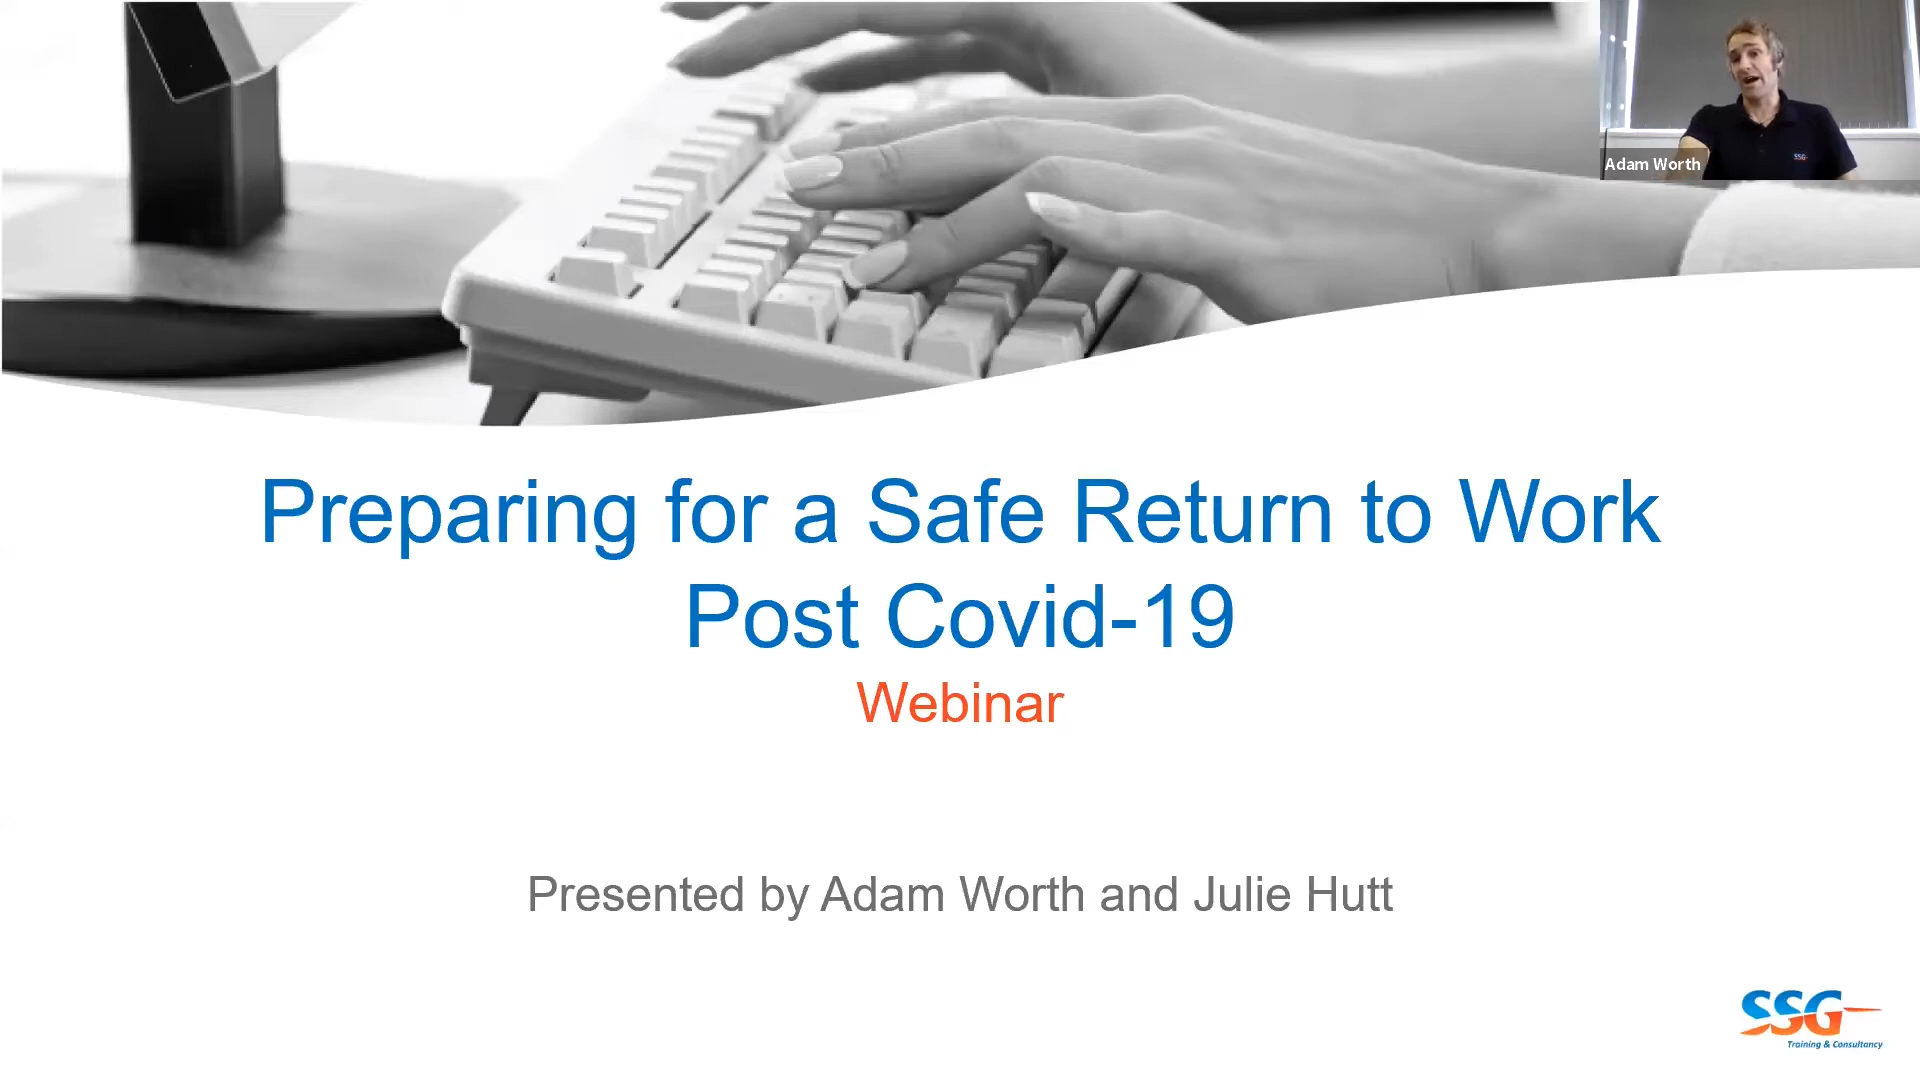 SSG
Adam Worth
Preparing for a Safe Return to Work
Post Covid-19
Webinar
Presented by Adam Worth and Julie Hutt
SSG
Training & Consultancy